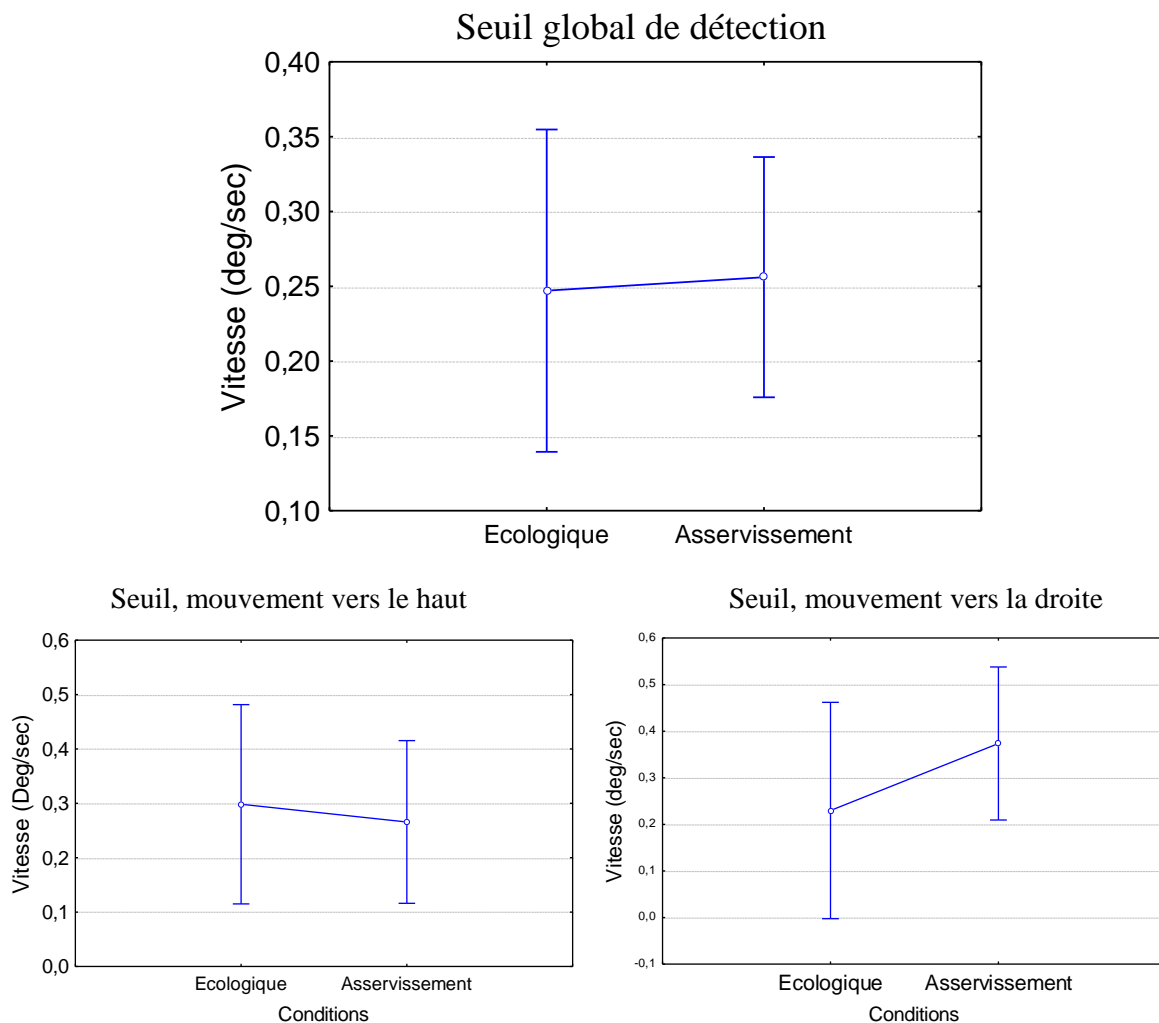 Seuil global de détection
0,40
0,35
0,30
0,25
0,20
0,15
0,10
Vitesse (deg/sec)
Ecologique Asservissement
Seuil, mouvement vers le haut
0,6
0,5
0,4
0,3
0,2
0,1
0,0
Vitesse (Deg/sec)
Ecologique Asservissement
Conditions
Seuil, mouvement vers la droite
0,6
0,5
0,4
0,3
0,2
0,1
0,0
-0,1
Vitesse (deg/sec)
Ecologique Asservissement
Conditions